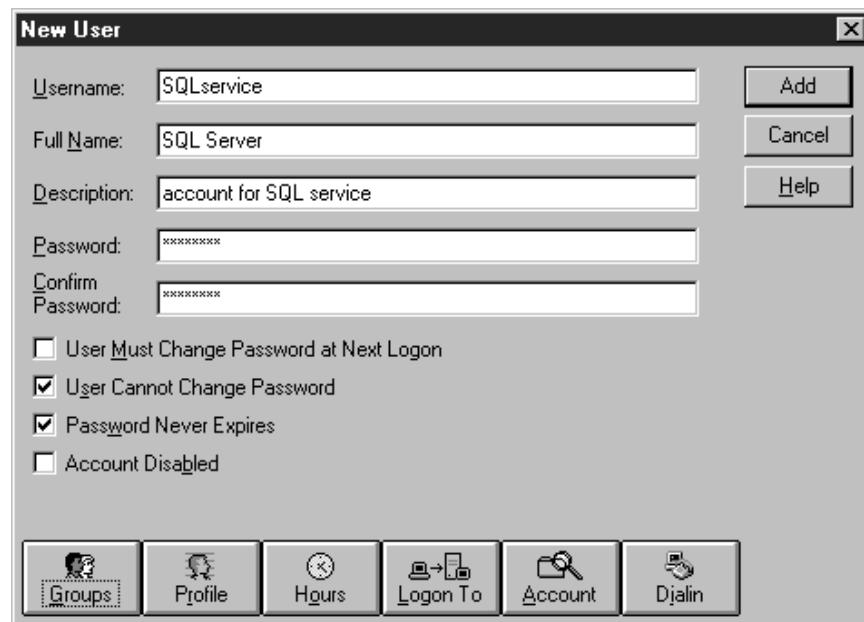 New User
Username: SQLservice
Add
Full Name: SQL Server
Cancel
Description: account for SQL service
Help
Password: ********
Confirm
Password: ********
User Must Change Password at Next Logon
User Cannot Change Password
Password Never Expires
Account Disabled
Groups Profile Hours Logon To Account Dialin